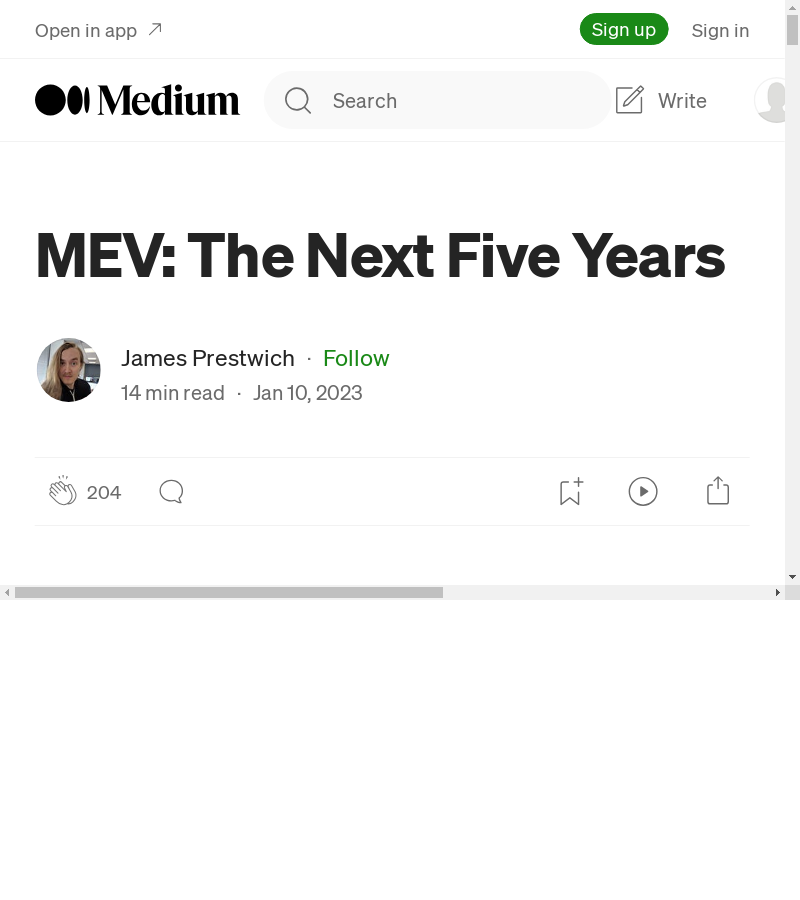 Open in app
Sign up
Sign in
Medium
Search
Write
MEV: The Next Five Years
James Prestwich · Follow
14 min read · Jan 10, 2023
204